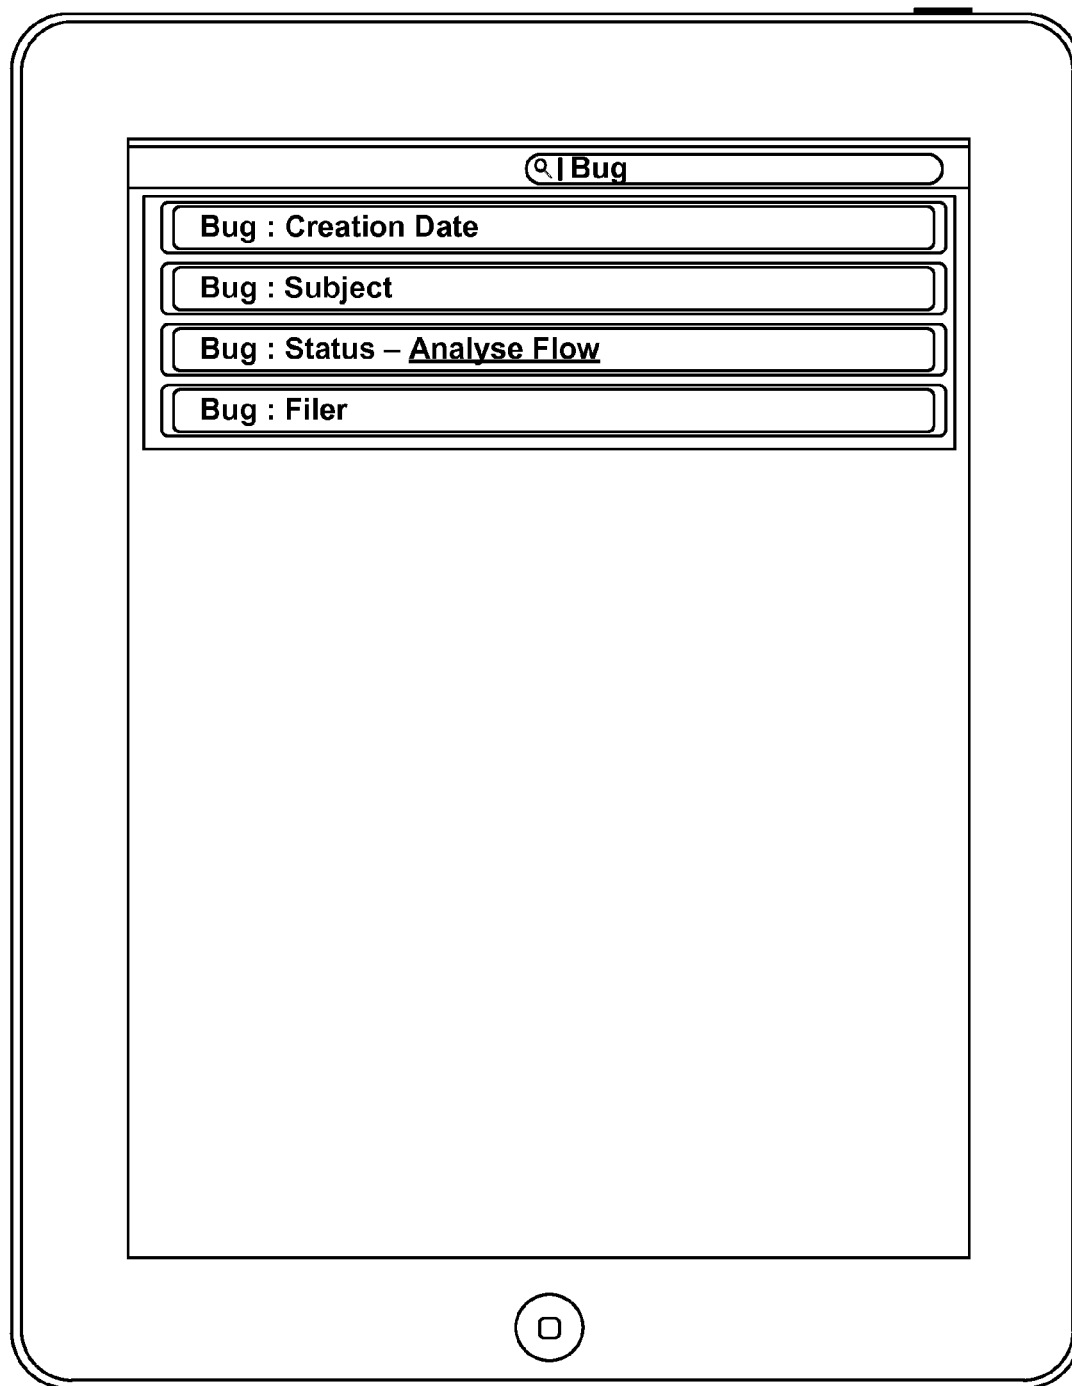 Bug
Bug : Creation Date
Bug : Subject
Bug : Status – Analyse Flow
Bug : Filer